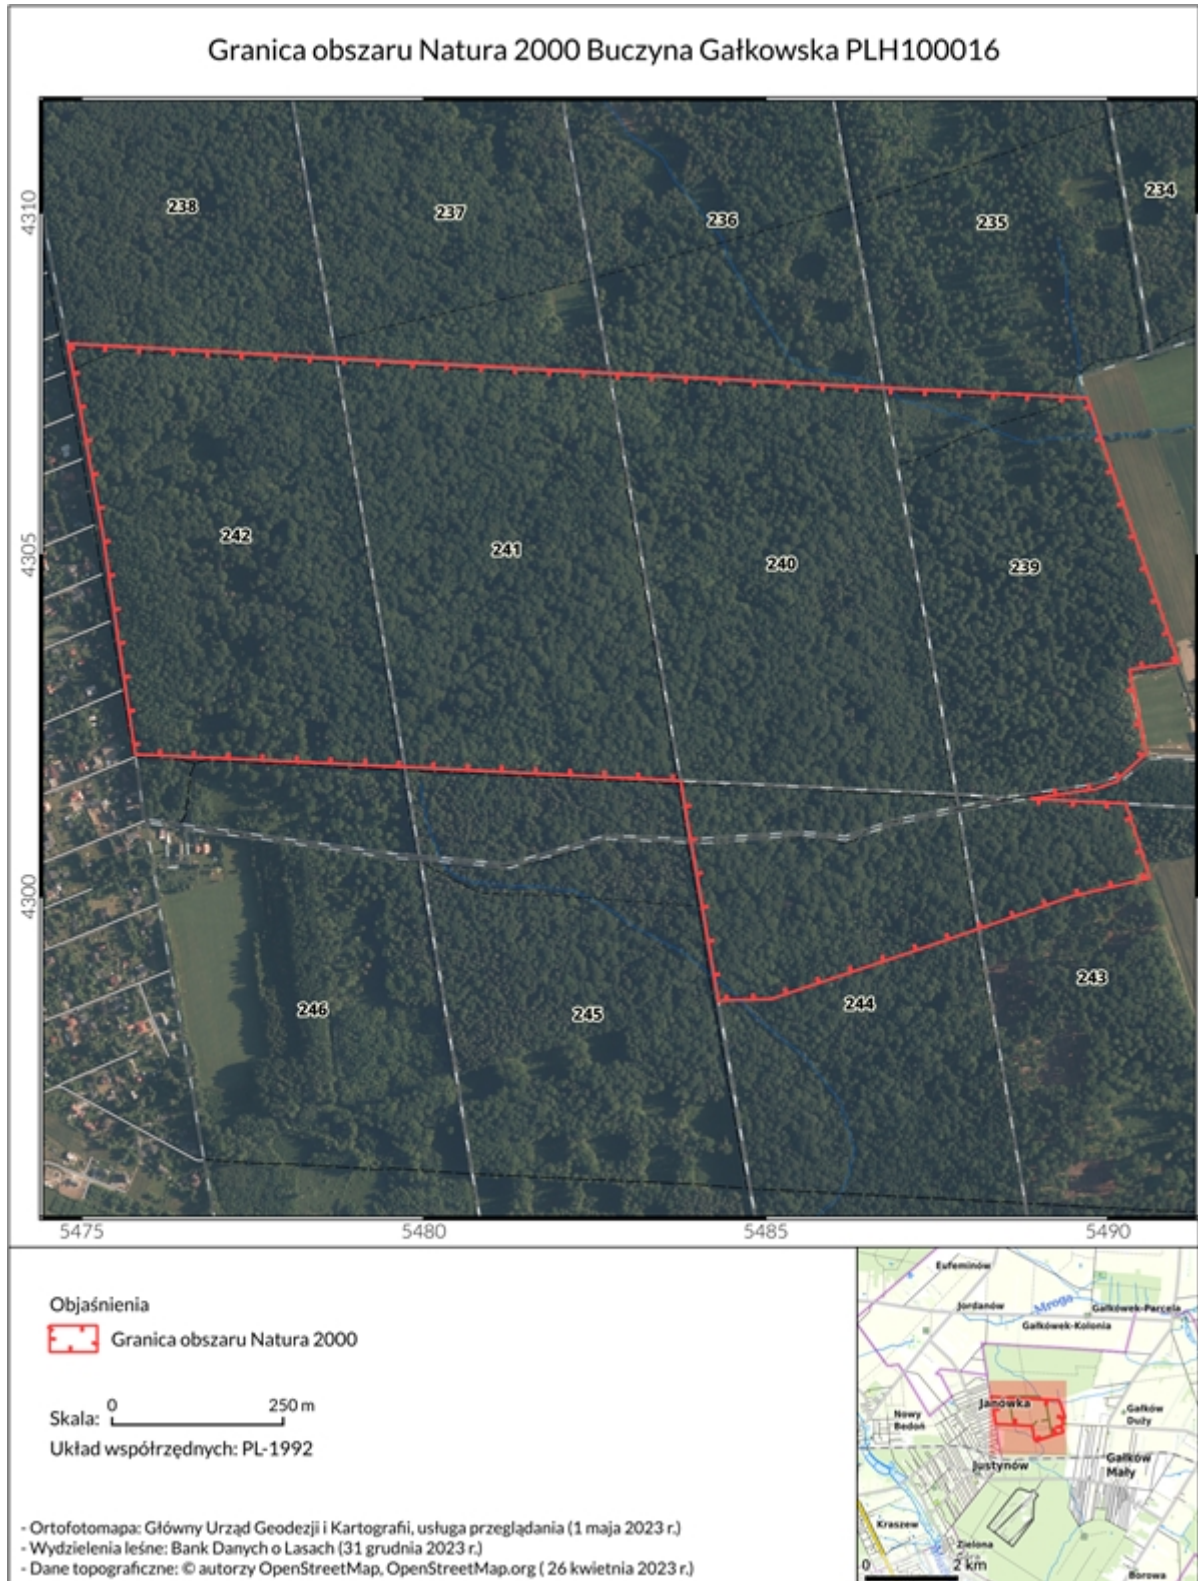 Granica obszaru Natura 2000 Buczyna Gałkowska PLH100016
238
237
236
235
234
4310
242
241
240
239
4305
4300
246
245
244
243
5475
5480
5485
5490
Objaśnienia
Granica obszaru Natura 2000
Skala:
0
250 m
Układ współrzędnych: PL-1992
- Ortofotomapa: Główny Urząd Geodezji i Kartografii, usługa przeglądania (1 maja 2023 r.)
- Wydzielenia leśne: Bank Danych o Lasach (31 grudnia 2023 r.)
- Dane topograficzne: © autorzy OpenStreetMap, OpenStreetMap.org ( 26 kwietnia 2023 r.)
Eufeminów
Jordanów
Mroga
Gałkówek-Parcela
Gałkówek-Kolonia
Janówka
Nowy
Bedoń
Gałków
Duży
Justynów
Gałków
Mały
Kraszew
Zielona
Borowa
0
2 km